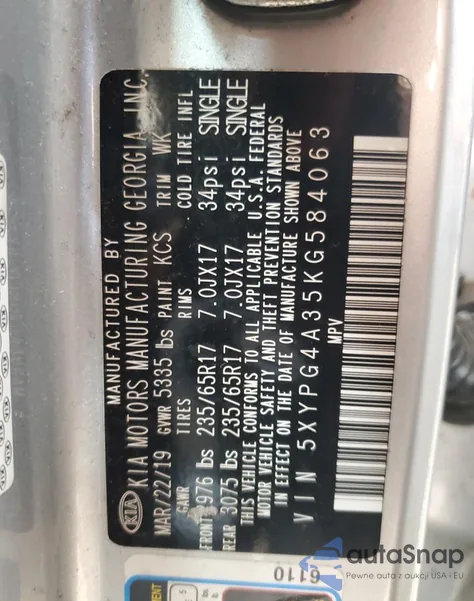 MANUFACTURED BY
KIA KIA MOTORS MANUFACTURING GEORGIA, INC.
MAR/22/19 GVWR 5335 lbs PAINT KCS TRIM WK
GAWR TIRES RIMS COLD TIRE INFL
FRONT 2976 lbs 235/65R17 7.0JX17 34psi SINGLE
REAR 3075 lbs 235/65R17 7.0JX17 34psi SINGLE
THIS VEHICLE CONFORMS TO ALL APPLICABLE U.S.A. FEDERAL
MOTOR VEHICLE SAFETY AND THEFT PREVENTION STANDARDS
IN EFFECT ON THE DATE OF MANUFACTURE SHOWN ABOVE
VIN 5XYPG4A35KG584063
MPV
6110
autoSnap
Pewne auta z aukcji USA i EU